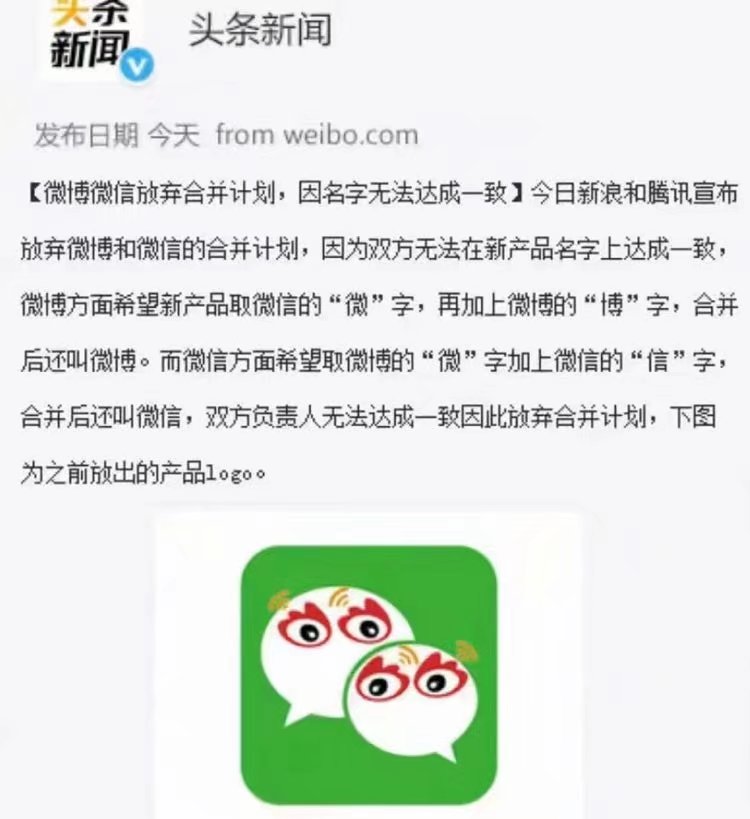 头条
新闻
头条新闻
发布日期 今天 from weibo.com
【微博微信放弃合并计划，因名字无法达成一致】今日新浪和腾讯宣布
放弃微博和微信的合并计划，因为双方无法在新产品名字上达成一致，
微博方面希望新产品取微信的“微”字，再加上微博的“博”字，合并
后还叫微博。而微信方面希望取微博的“微”字加上微信的“信”字，
合并后还叫微信，双方负责人无法达成一致因此放弃合并计划，下图
为之前放出的产品logo。